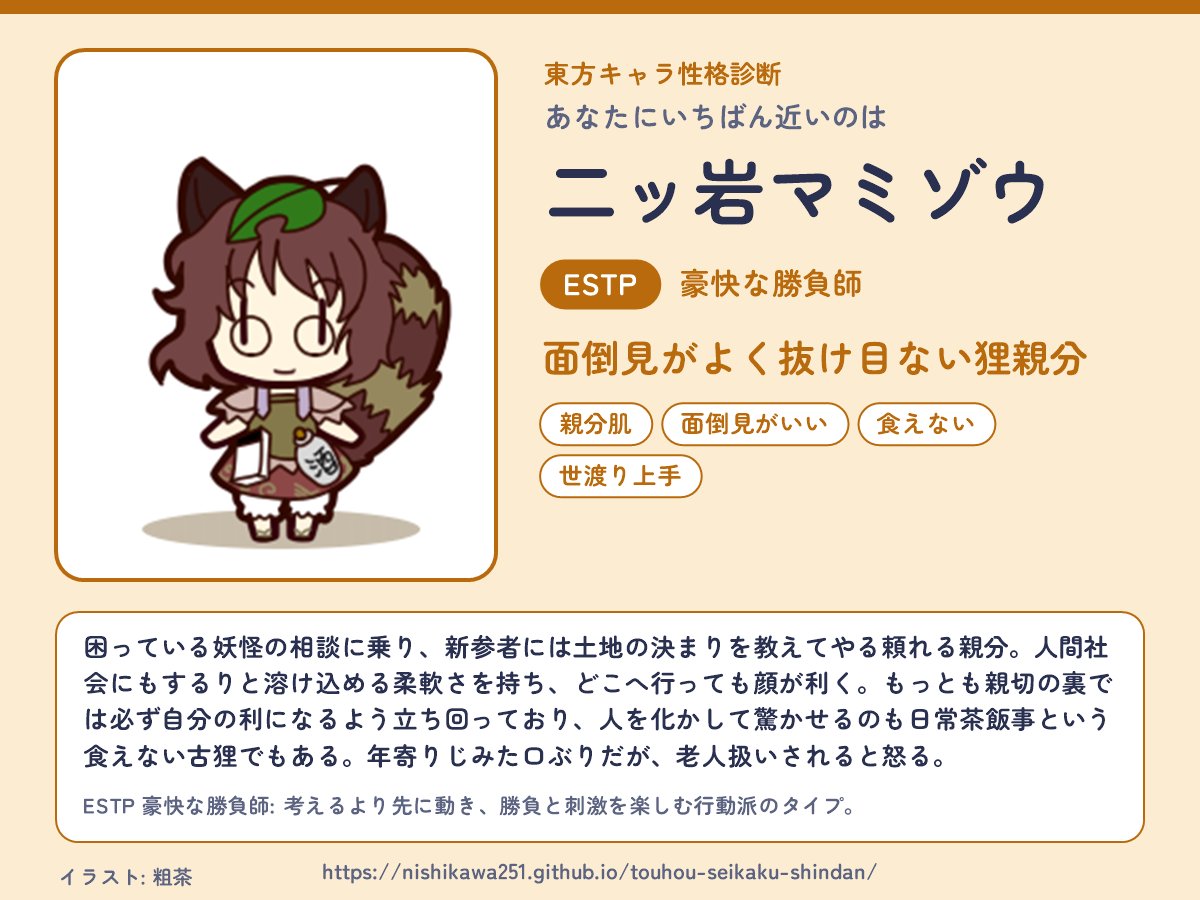 東方キャラ性格診断
あなたにいちばん近いのは
二ッ岩マミゾウ
ESTP 豪快な勝負師
面倒見がよく抜け目ない狸親分
親分肌 面倒見がいい 食えない
世渡り上手
酒
困っている妖怪の相談に乗り、新参者には土地の決まりを教えてやる頼れる親分。人間社
会にもするりと溶け込める柔軟さを持ち、どこへ行っても顔が利く。もっとも親切の裏で
は必ず自分の利になるよう立ち回っており、人を化かして驚かせるのも日常茶飯事という
食えない古狸でもある。年寄りじみた口ぶりだが、老人扱いされると怒る。
ESTP 豪快な勝負師: 考えるより先に動き、勝負と刺激を楽しむ行動派のタイプ。
イラスト: 粗茶
https://nishikawa251.github.io/touhou-seikaku-shindan/